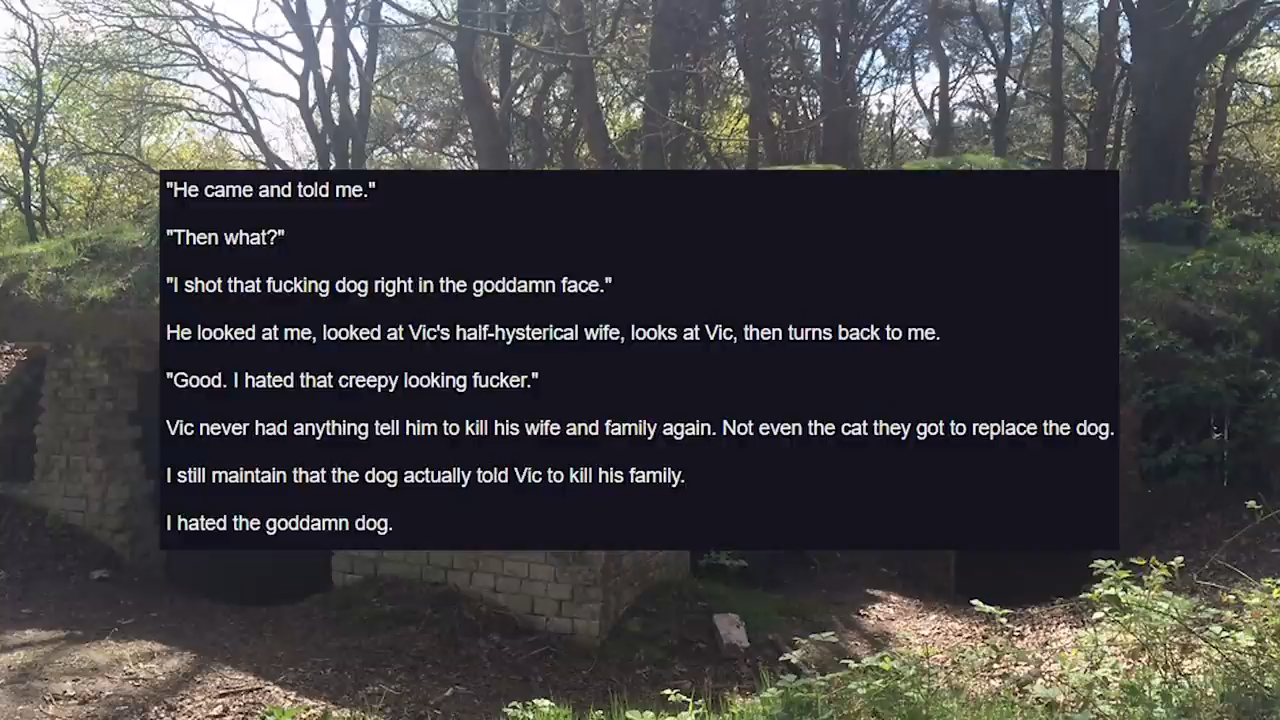 "He came and told me."
"Then what?"
"I shot that fucking dog right in the goddamn face."
He looked at me, looked at Vic's half-hysterical wife, looks at Vic, then turns back to me.
"Good. I hated that creepy looking fucker."
Vic never had anything tell him to kill his wife and family again. Not even the cat they got to replace the dog.
I still maintain that the dog actually told Vic to kill his family.
I hated the goddamn dog.